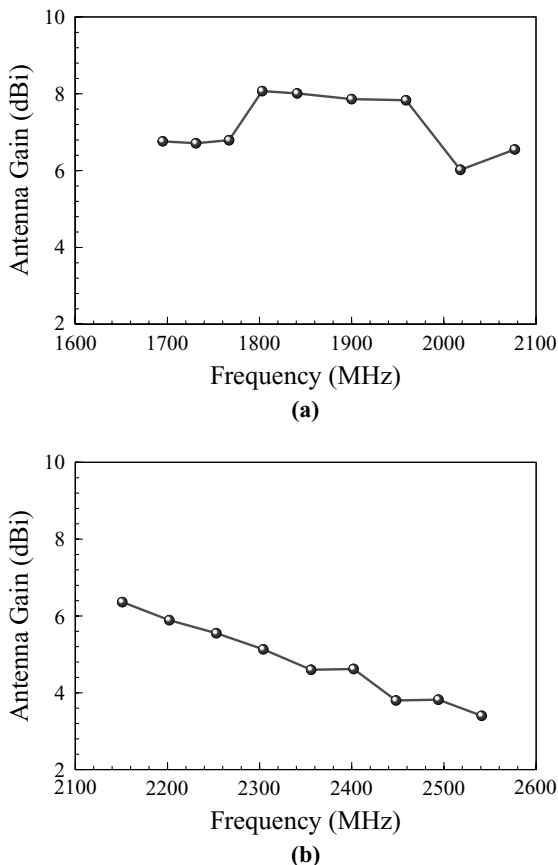 10
8
6
4
2
Antenna Gain (dBi)
1600 1700 1800 1900 2000 2100
Frequency (MHz)
(a)
10
8
6
4
2
Antenna Gain (dBi)
2100 2200 2300 2400 2500 2600
Frequency (MHz)
(b)